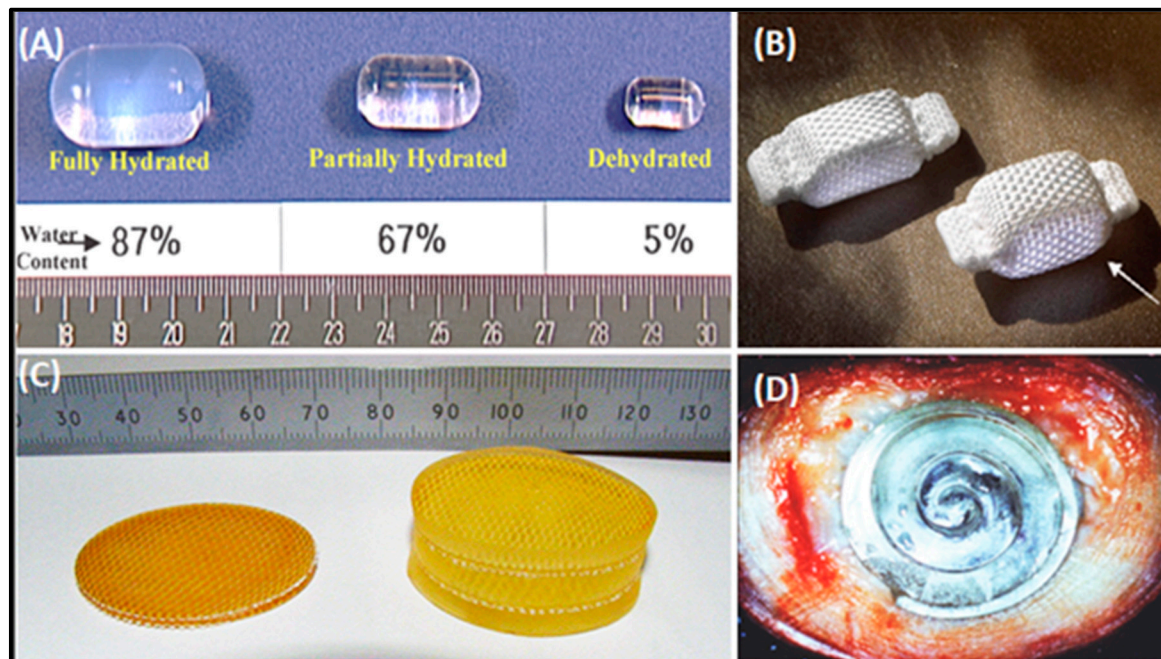 (A)
Fully Hydrated
Partially Hydrated
Dehydrated
Water Content
87%
67%
5%
18 19 20 21 22 23 24 25 26 27 28 29 30
(B)
(C)
30 40 50 60 70 80 90 100 110 120 130
(D)